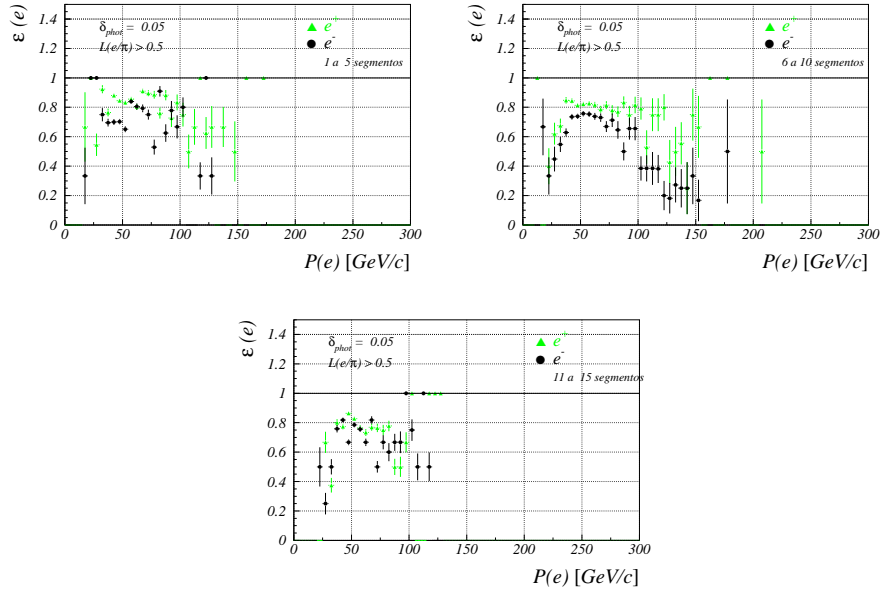 ε (e)
1.4
1.2
1
0.8
0.6
0.4
0.2
0
δphot = 0.05
L(e/π) > 0.5
e+
e-
1 a 5 segmentos
0 50 100 150 200 250 300
P(e) [GeV/c]
ε (e)
1.4
1.2
1
0.8
0.6
0.4
0.2
0
δphot = 0.05
L(e/π) > 0.5
e+
e-
6 a 10 segmentos
0 50 100 150 200 250 300
P(e) [GeV/c]
ε (e)
1.4
1.2
1
0.8
0.6
0.4
0.2
0
δphot = 0.05
L(e/π) > 0.5
e+
e-
11 a 15 segmentos
0 50 100 150 200 250 300
P(e) [GeV/c]